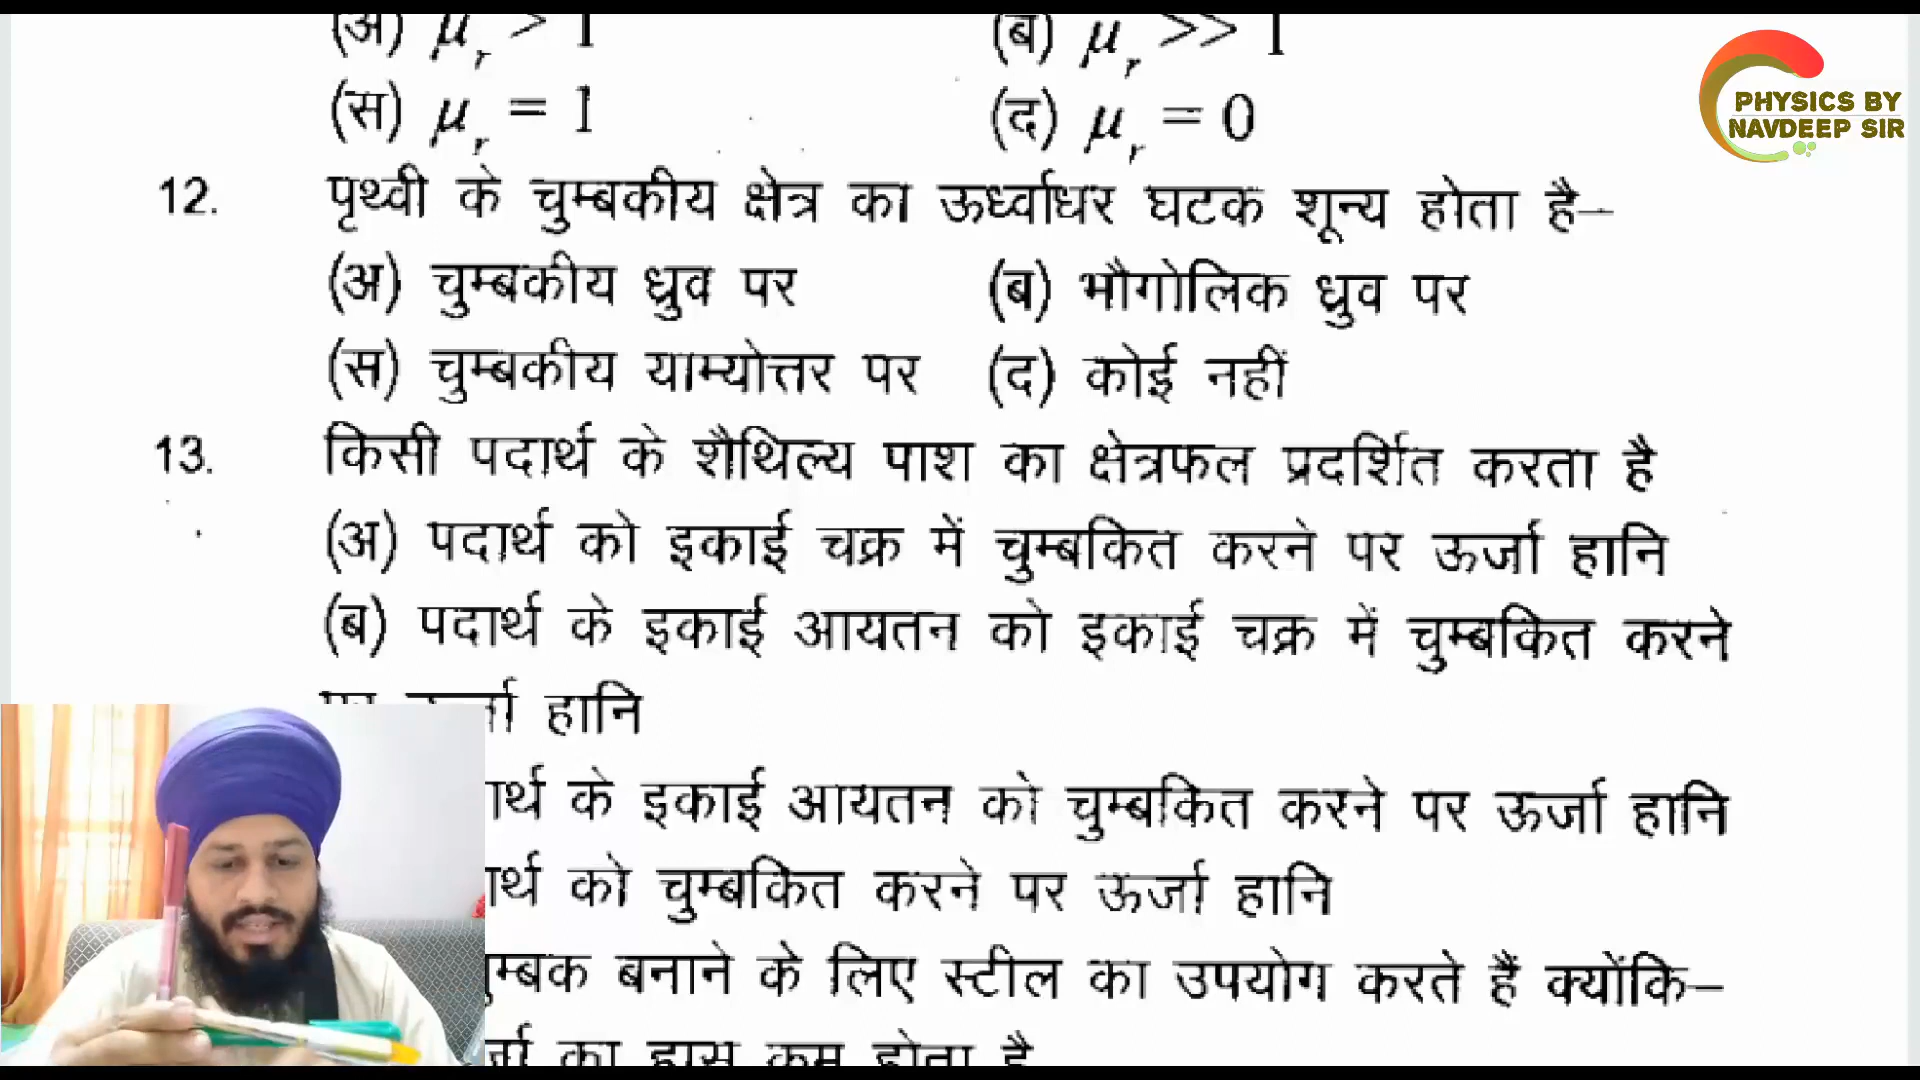 (अ) μr > 1 (ब) μr >> 1
(स) μr = 1 (द) μr = 0
PHYSICS BY
NAVDEEP SIR
12. पृथ्वी के चुम्बकीय क्षेत्र का ऊर्ध्वाधर घटक शून्य होता है–
(अ) चुम्बकीय ध्रुव पर (ब) भौगोलिक ध्रुव पर
(स) चुम्बकीय याम्योत्तर पर (द) कोई नहीं
13. किसी पदार्थ के शैथिल्य पाश का क्षेत्रफल प्रदर्शित करता है
(अ) पदार्थ को इकाई चक्र में चुम्बकित करने पर ऊर्जा हानि
(ब) पदार्थ के इकाई आयतन को इकाई चक्र में चुम्बकित करने
हानि
के इकाई आयतन को चुम्बकित करने पर ऊर्जा हानि
को चुम्बकित करने पर ऊर्जा हानि
बनाने के लिए स्टील का उपयोग करते हैं क्योंकि–
का ह्रास कम होता है